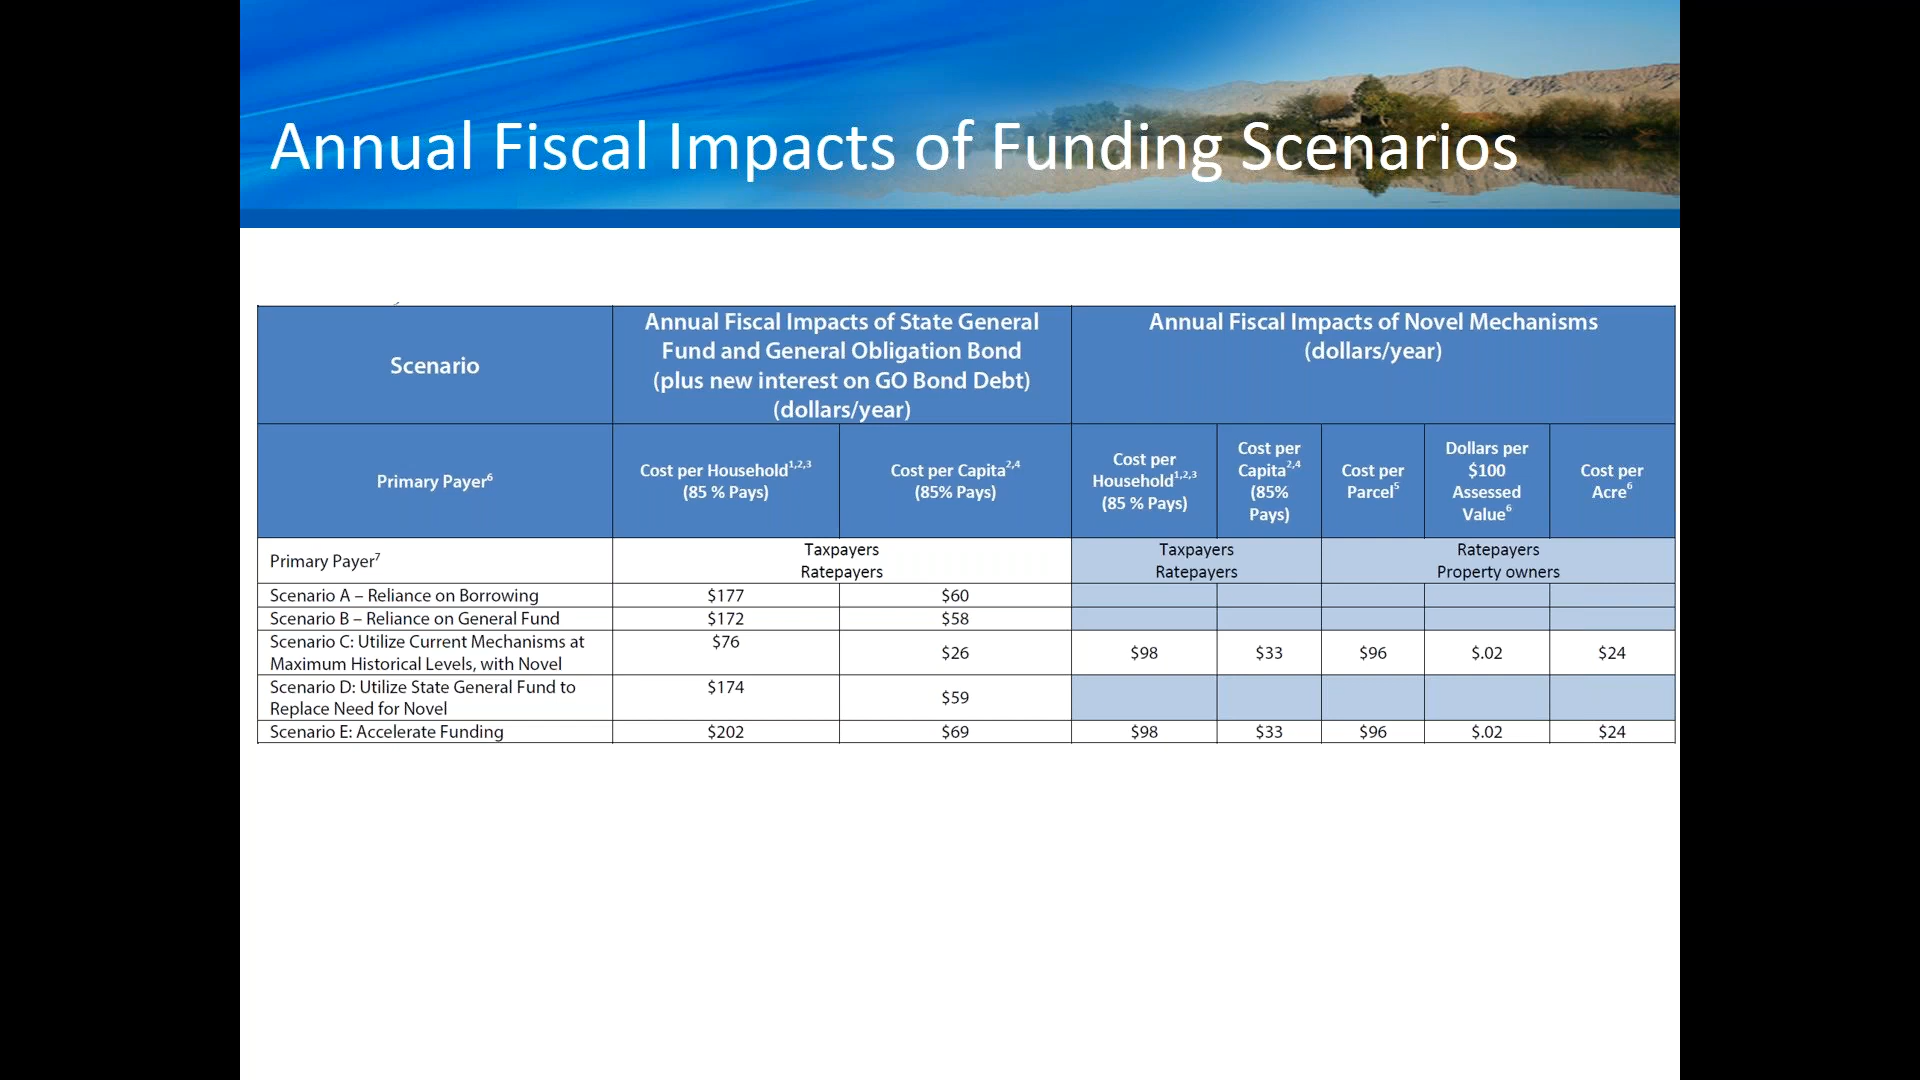 Annual Fiscal Impacts of Funding Scenarios
Scenario
Annual Fiscal Impacts of State General
Fund and General Obligation Bond
(plus new interest on GO Bond Debt)
(dollars/year)
Annual Fiscal Impacts of Novel Mechanisms
(dollars/year)
Primary Payer6
Cost per Household1,2,3
(85 % Pays)
Cost per Capita2,4
(85% Pays)
Cost per
Household1,2,3
(85 % Pays)
Cost per
Capita2,4
(85%
Pays)
Cost per
Parcel5
Dollars per
$100
Assessed
Value6
Cost per
Acre6
Primary Payer7
Taxpayers
Ratepayers
Taxpayers
Ratepayers
Ratepayers
Property owners
Scenario A – Reliance on Borrowing $177 $60
Scenario B – Reliance on General Fund $172 $58
Scenario C: Utilize Current Mechanisms at
Maximum Historical Levels, with Novel
$76 $26 $98 $33 $96 $.02 $24
Scenario D: Utilize State General Fund to
Replace Need for Novel
$174 $59
Scenario E: Accelerate Funding $202 $69 $98 $33 $96 $.02 $24